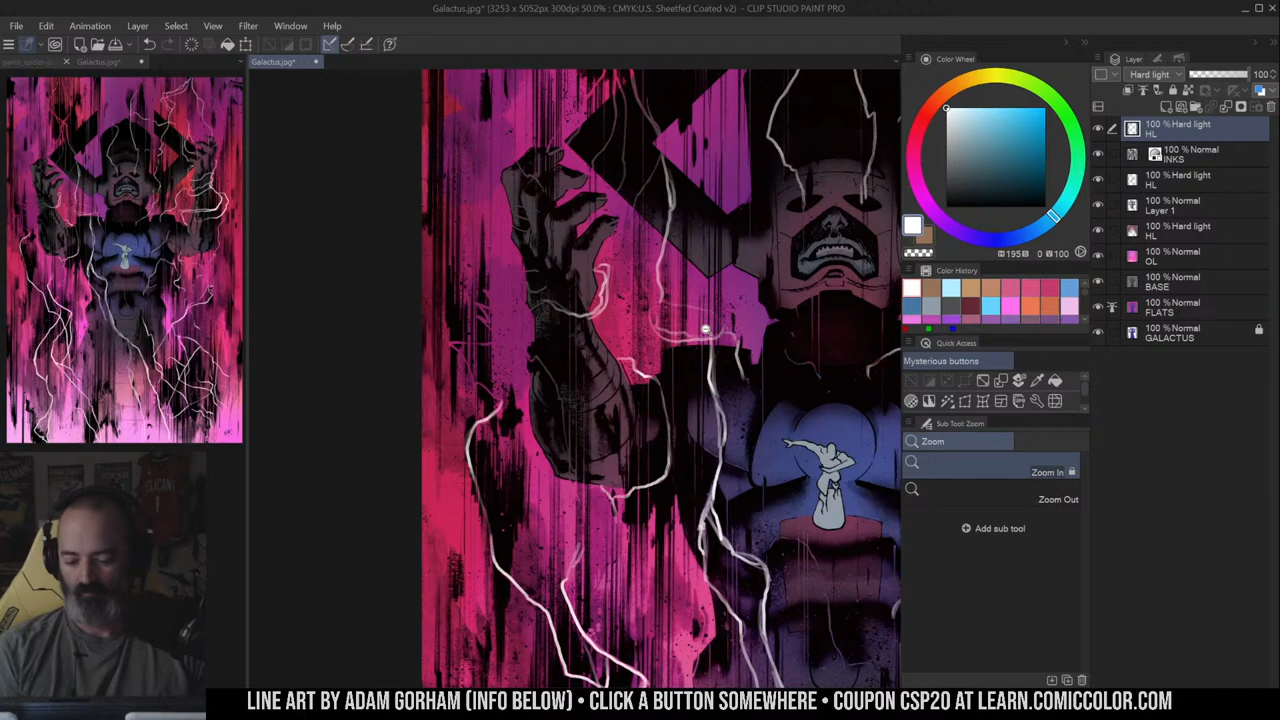 Galactus.jpg* (3253 x 5052px 300dpi 50.0% : CMYK:U.S. Sheetfed Coated v2) - CLIP STUDIO PAINT PRO
File Edit Animation Layer Select View Filter Window Help
Galactus.jpg*
Galactus.jpg*
Color Wheel
H 195 S 0 V 100
Color History
Quick Access
Mysterious buttons
Sub Tool: Zoom
Zoom
Zoom In
Zoom Out
Add sub tool
Layer
Hard light 100
100 % Hard light
HL
100 % Normal
INKS
100 % Hard light
HL
100 % Normal
Layer 1
100 % Hard light
HL
100 % Normal
OL
100 % Normal
BASE
100 % Normal
FLATS
100 % Normal
GALACTUS
LINE ART BY ADAM GORHAM (INFO BELOW) • CLICK A BUTTON SOMEWHERE • COUPON CSP20 AT LEARN.COMICCOLOR.COM